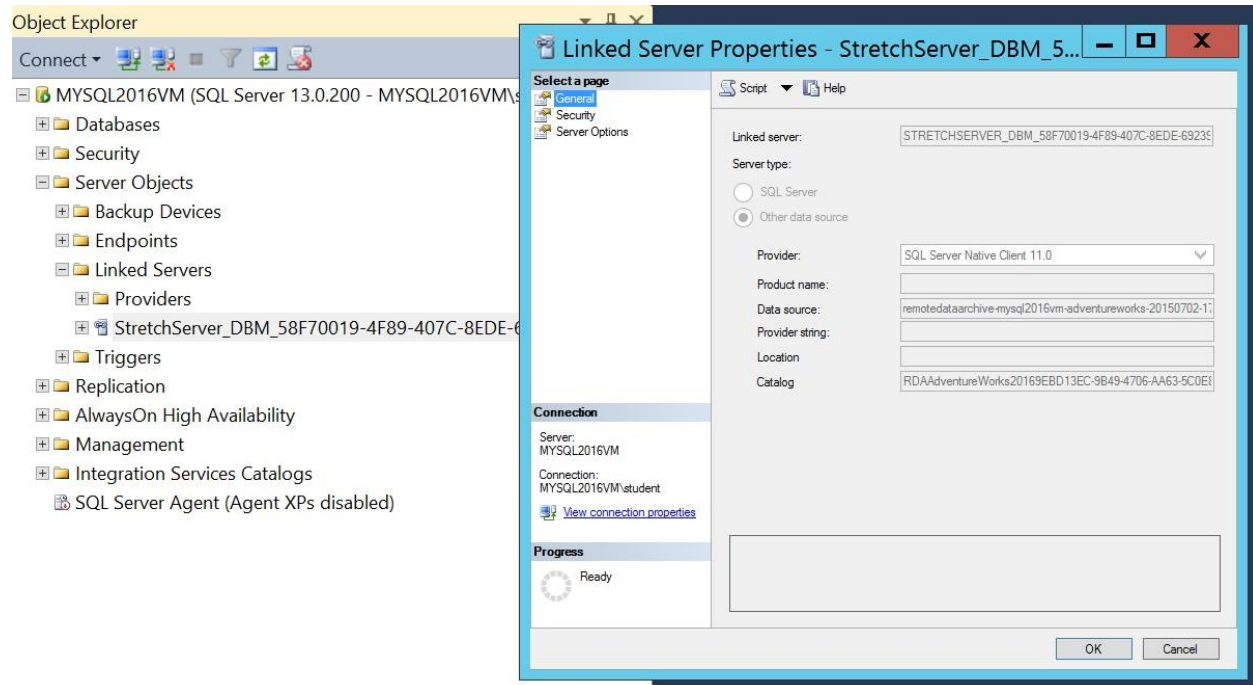 Object Explorer
Connect
MYSQL2016VM (SQL Server 13.0.200 - MYSQL2016VM\s
Databases
Security
Server Objects
Backup Devices
Endpoints
Linked Servers
Providers
StretchServer_DBM_58F70019-4F89-407C-8EDE-6
Triggers
Replication
AlwaysOn High Availability
Management
Integration Services Catalogs
SQL Server Agent (Agent XPs disabled)
Linked Server Properties - StretchServer_DBM_5...
Select a page
General
Security
Server Options
Script Help
Linked server: STRETCHSERVER_DBM_58F70019-4F89-407C-8EDE-69239
Server type:
SQL Server
Other data source
Provider: SQL Server Native Client 11.0
Product name:
Data source: remotedataarchive-mysql2016vm-adventureworks-20150702-17
Provider string:
Location
Catalog RDAAdventureWorks20169EBD13EC-9B49-4706-AA63-5C0E8
Connection
Server:
MYSQL2016VM
Connection:
MYSQL2016VM\student
View connection properties
Progress
Ready
OK Cancel